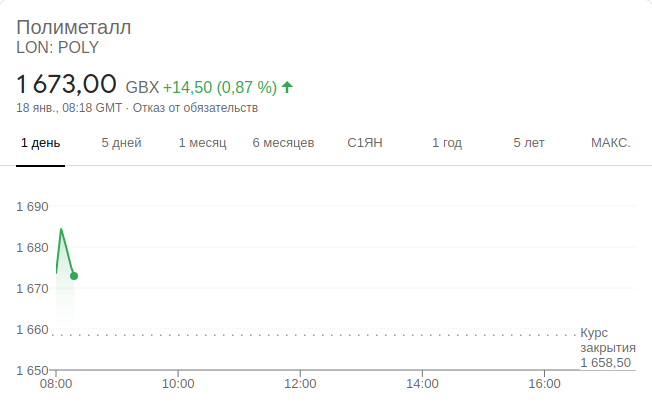 Полиметалл
LON: POLY
1 673,00 GBX +14,50 (0,87 %)
18 янв., 08:18 GMT · Отказ от обязательств
1 день 5 дней 1 месяц 6 месяцев С1ЯН 1 год 5 лет МАКС.
1 690
1 680
1 670
1 660
Курс
закрытия
1 658,50
1 650
08:00 10:00 12:00 14:00 16:00